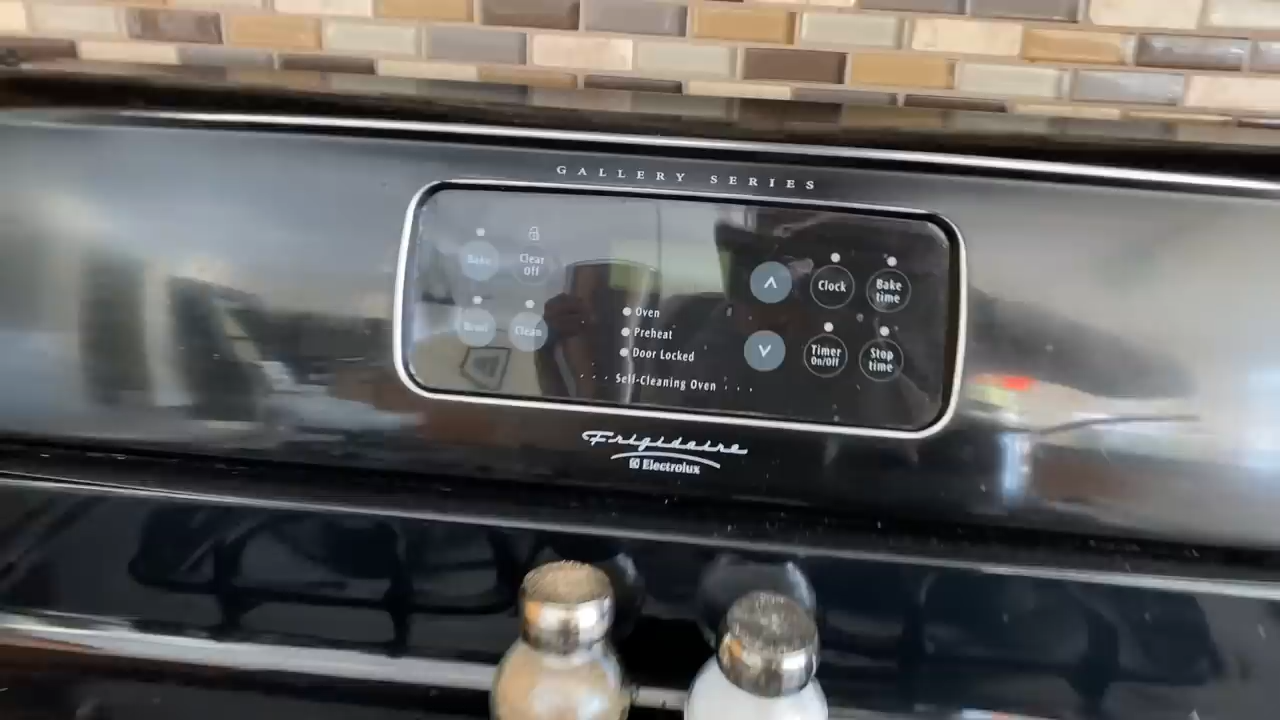 GALLERY SERIES
Bake
Clear
Off
Broil
Clean
Oven
Preheat
Door Locked
Self-Cleaning Oven
Clock
Bake
time
Timer
On/Off
Stop
time
Frigidaire
Electrolux